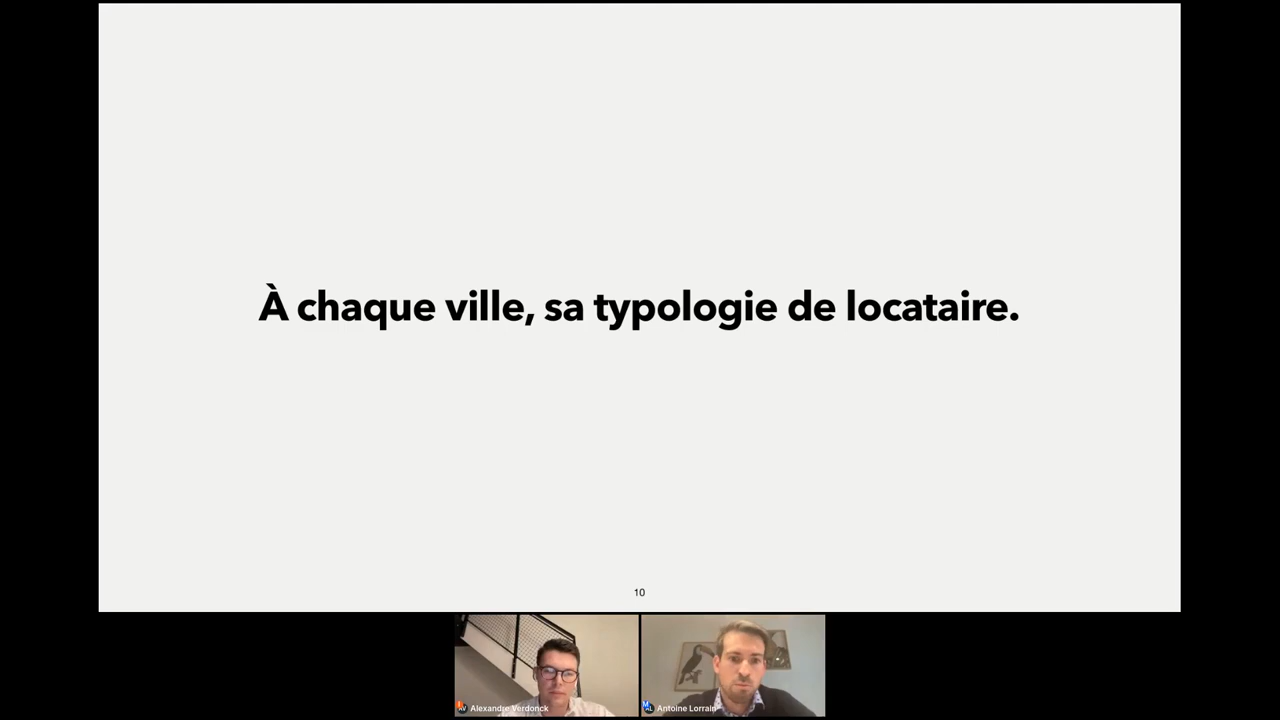 À chaque ville, sa typologie de locataire.
10
Alexandre Verdonck
Antoine Lorrain